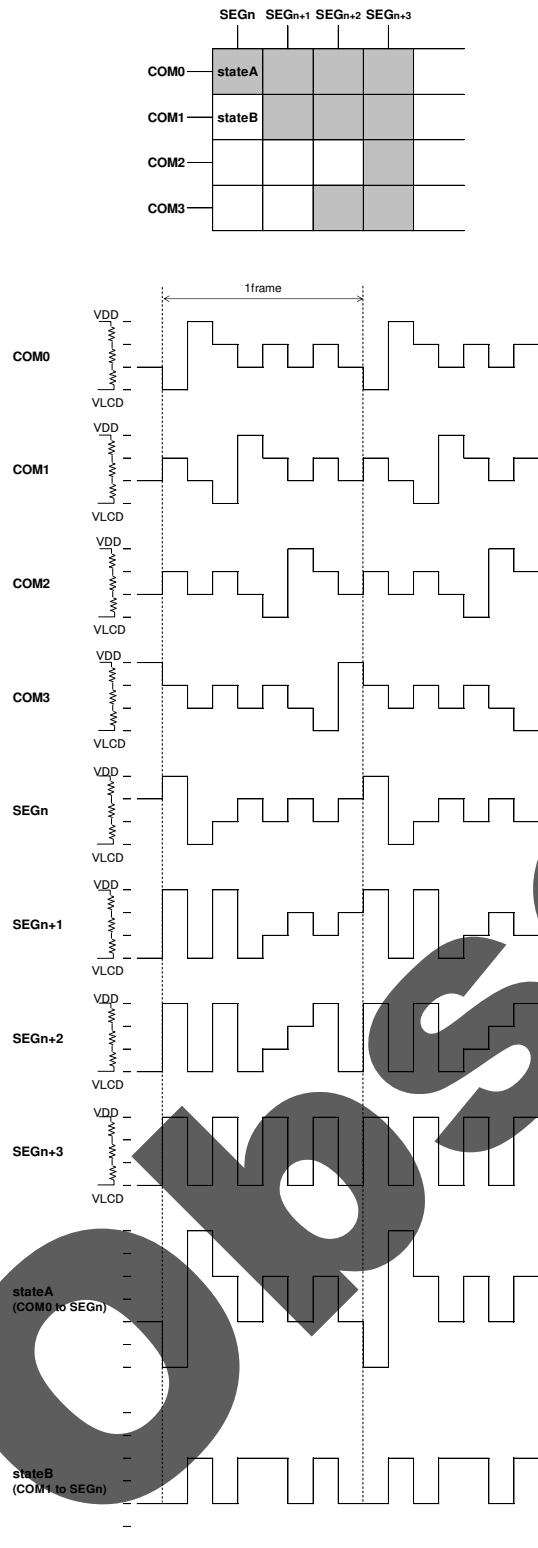 SEGn SEGn+1 SEGn+2 SEGn+3
COM0 stateA
COM1 stateB
COM2
COM3
1frame
VDD
COM0
VLCD
VDD
COM1
VLCD
VDD
COM2
VLCD
VDD
COM3
VLCD
VDD
SEGn
VLCD
VDD
SEGn+1
VLCD
VDD
SEGn+2
VLCD
VDD
SEGn+3
VLCD
stateA
(COM0 to SEGn)
stateB
(COM1 to SEGn)
Obs